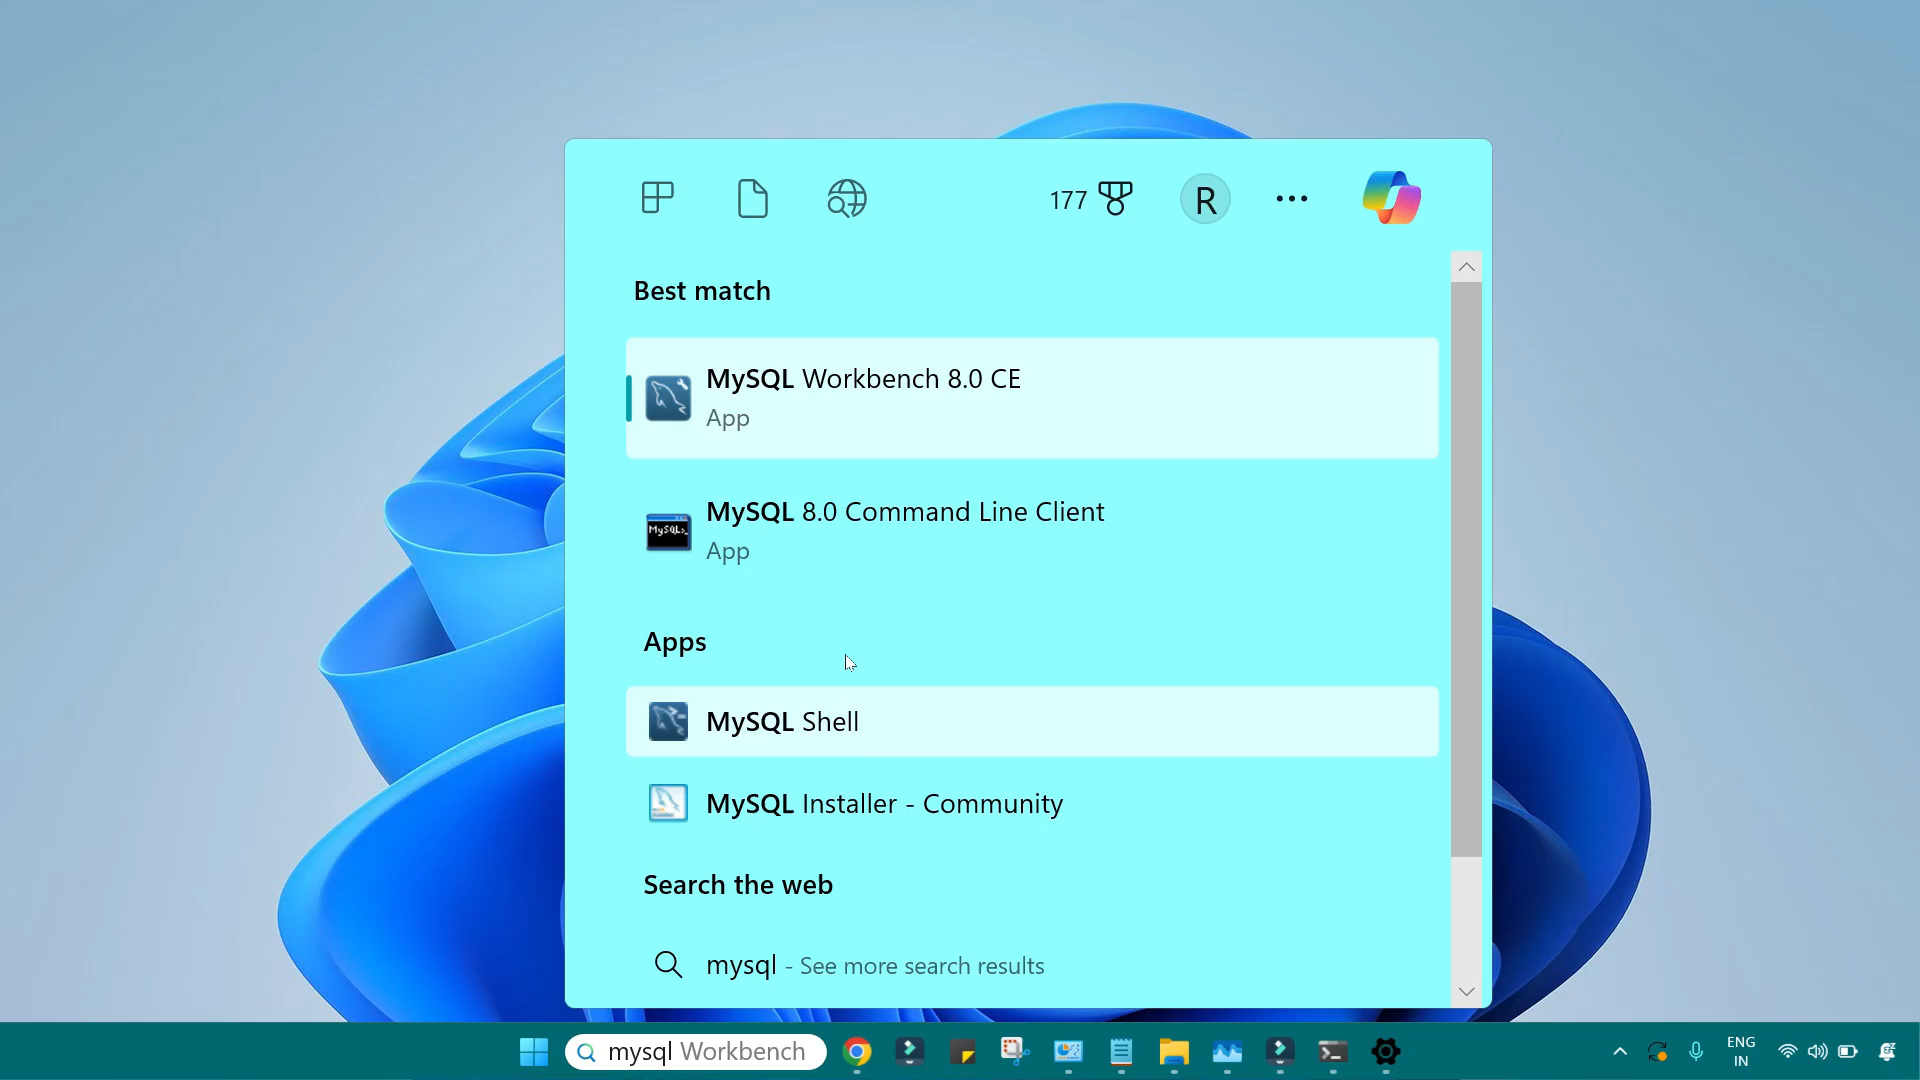 177
R
Best match
MySQL Workbench 8.0 CE
App
MySQL>_
MySQL 8.0 Command Line Client
App
Apps
MySQL Shell
MySQL Installer - Community
Search the web
mysql - See more search results
mysql Workbench
ENG
IN